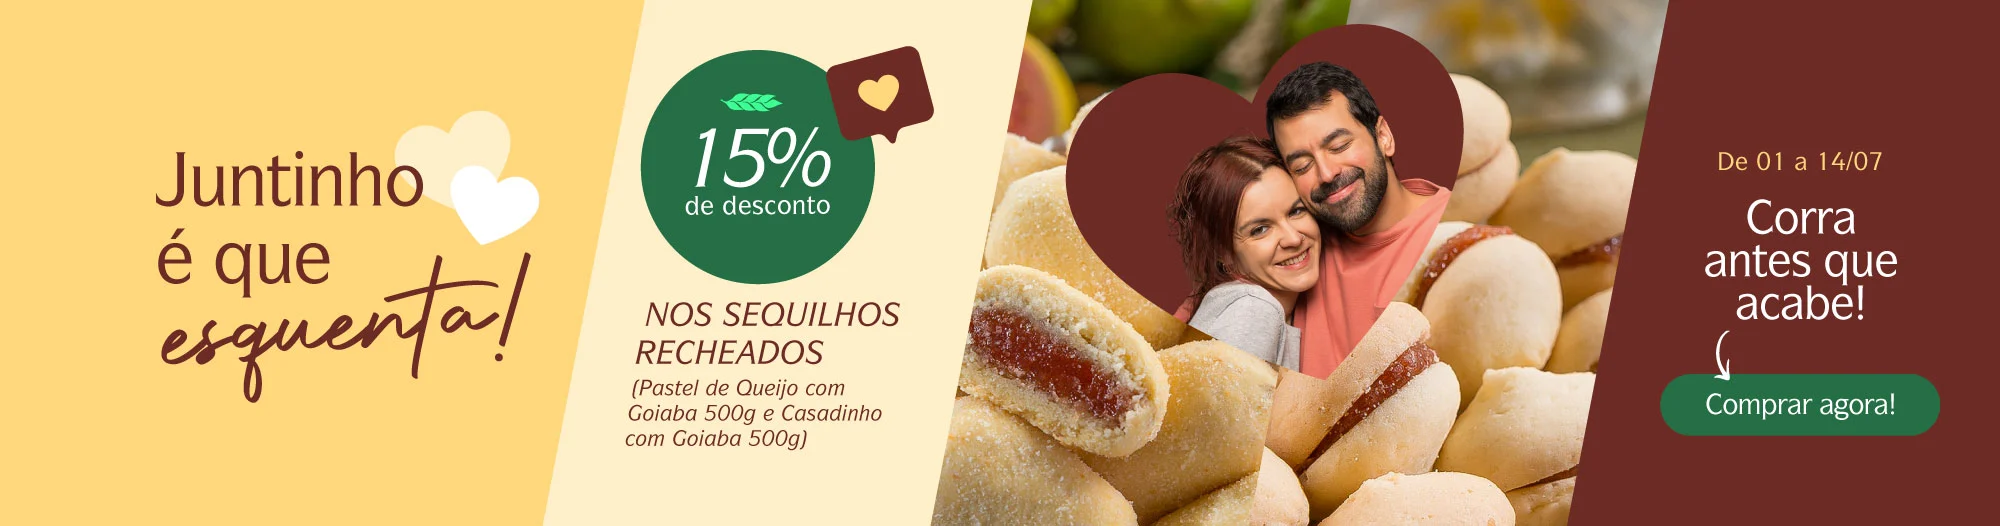 Juntinho
é que
esquenta!
15%
de desconto
NOS SEQUILHOS
RECHEADOS
(Pastel de Queijo com
Goiaba 500g e Casadinho
com Goiaba 500g)
De 01 a 14/07
Corra
antes que
acabe!
Comprar agora!